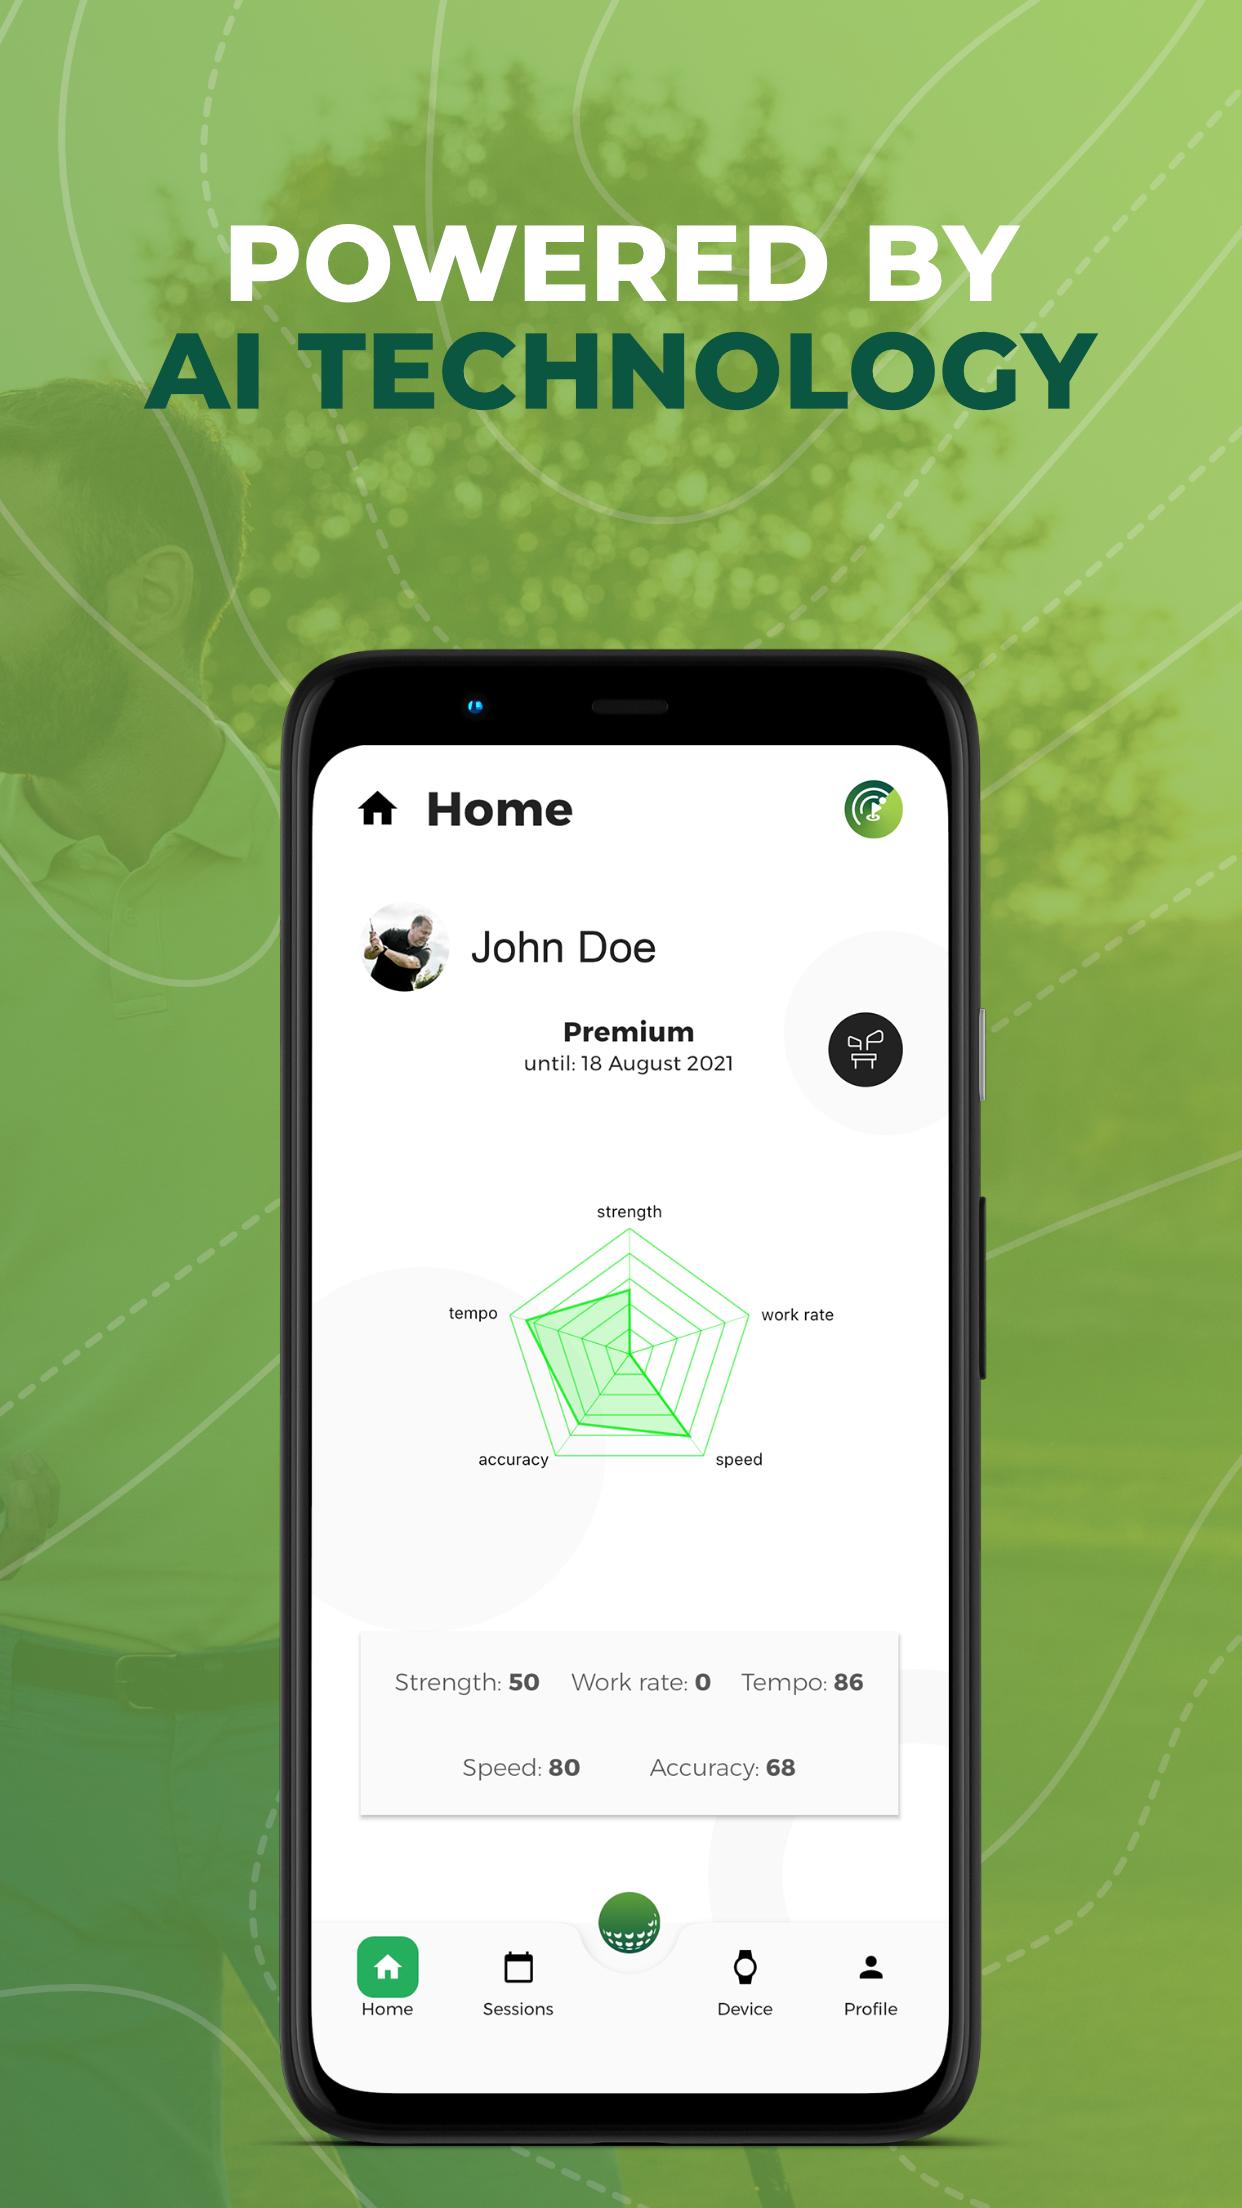 POWERED BY
AI TECHNOLOGY
Home
John Doe
Premium
until: 18 August 2021
strength
tempo
work rate
accuracy
speed
Strength: 50 Work rate: 0 Tempo: 86
Speed: 80 Accuracy: 68
Home Sessions Device Profile